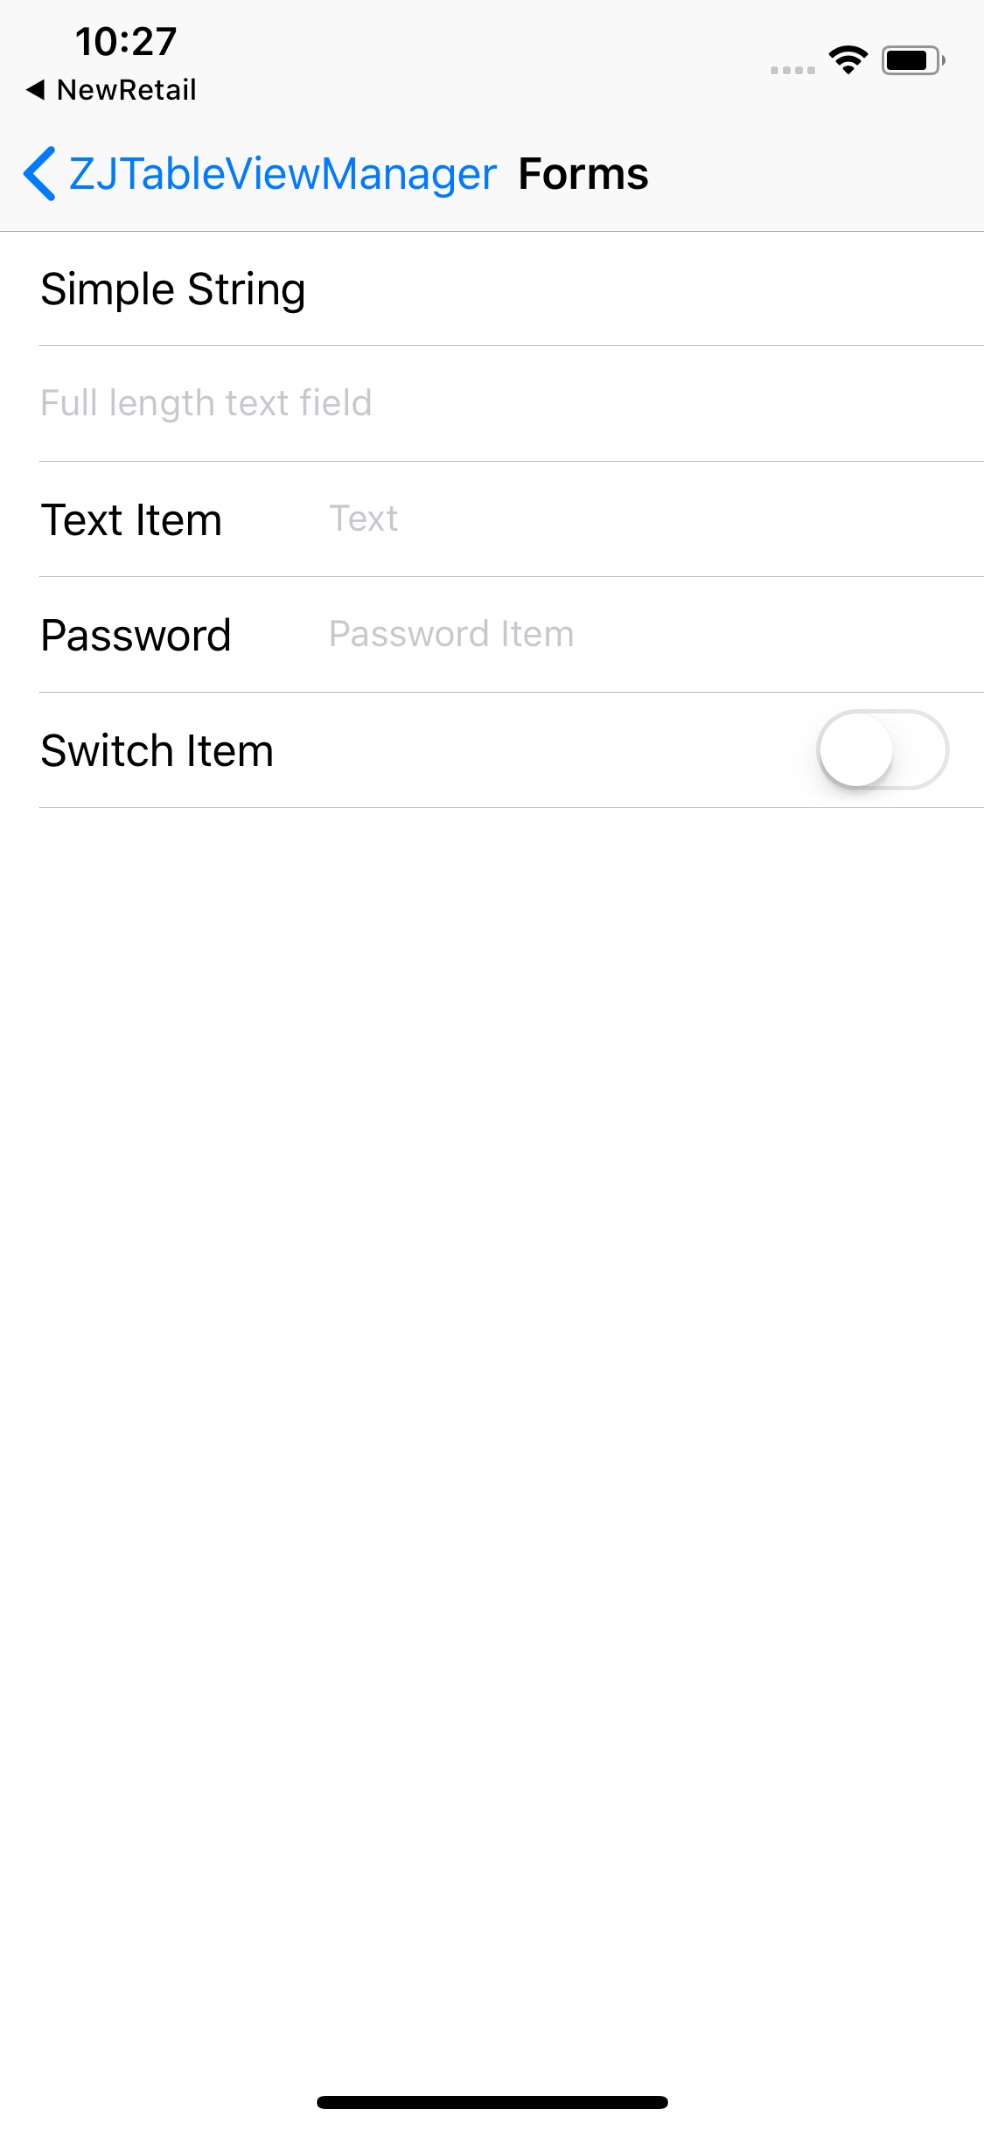 10:27
◀ NewRetail
ZJTableViewManager Forms
Simple String
Full length text field
Text Item Text
Password Password Item
Switch Item